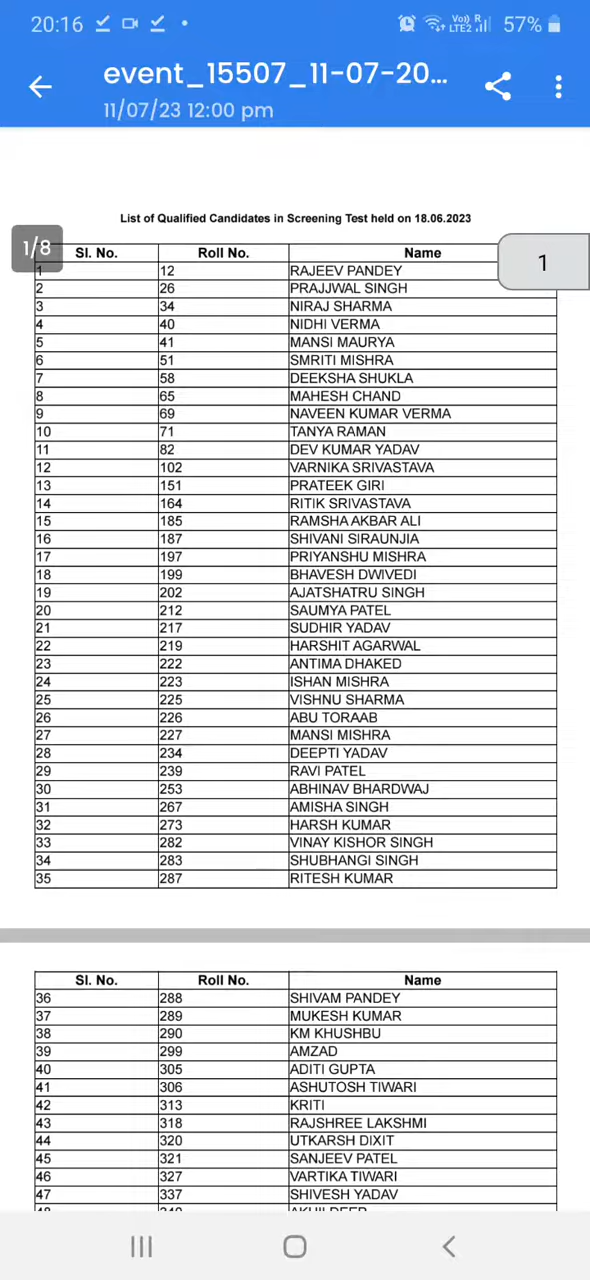 20:16 Vo)) R LTE2 57%
event_15507_11-07-20...
11/07/23 12:00 pm
List of Qualified Candidates in Screening Test held on 18.06.2023
1/8
1
Sl. No. Roll No. Name
1 12 RAJEEV PANDEY
2 26 PRAJJWAL SINGH
3 34 NIRAJ SHARMA
4 40 NIDHI VERMA
5 41 MANSI MAURYA
6 51 SMRITI MISHRA
7 58 DEEKSHA SHUKLA
8 65 MAHESH CHAND
9 69 NAVEEN KUMAR VERMA
10 71 TANYA RAMAN
11 82 DEV KUMAR YADAV
12 102 VARNIKA SRIVASTAVA
13 151 PRATEEK GIRI
14 164 RITIK SRIVASTAVA
15 185 RAMSHA AKBAR ALI
16 187 SHIVANI SIRAUNJIA
17 197 PRIYANSHU MISHRA
18 199 BHAVESH DWIVEDI
19 202 AJATSHATRU SINGH
20 212 SAUMYA PATEL
21 217 SUDHIR YADAV
22 219 HARSHIT AGARWAL
23 222 ANTIMA DHAKED
24 223 ISHAN MISHRA
25 225 VISHNU SHARMA
26 226 ABU TORAAB
27 227 MANSI MISHRA
28 234 DEEPTI YADAV
29 239 RAVI PATEL
30 253 ABHINAV BHARDWAJ
31 267 AMISHA SINGH
32 273 HARSH KUMAR
33 282 VINAY KISHOR SINGH
34 283 SHUBHANGI SINGH
35 287 RITESH KUMAR
Sl. No. Roll No. Name
36 288 SHIVAM PANDEY
37 289 MUKESH KUMAR
38 290 KM KHUSHBU
39 299 AMZAD
40 305 ADITI GUPTA
41 306 ASHUTOSH TIWARI
42 313 KRITI
43 318 RAJSHREE LAKSHMI
44 320 UTKARSH DIXIT
45 321 SANJEEV PATEL
46 327 VARTIKA TIWARI
47 337 SHIVESH YADAV